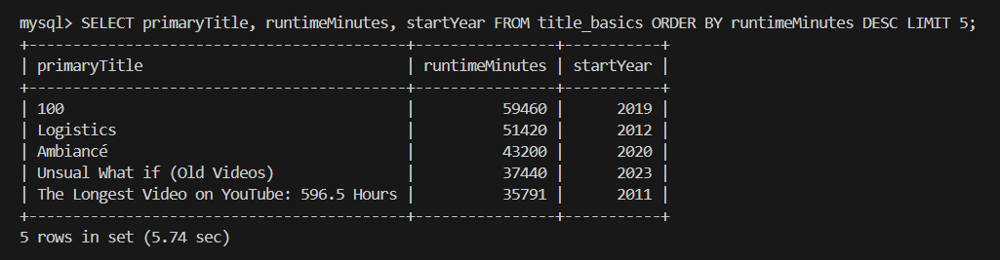 mysql> SELECT primaryTitle, runtimeMinutes, startYear FROM title_basics ORDER BY runtimeMinutes DESC LIMIT 5;
+------------------------------------------+----------------+-----------+
| primaryTitle                             | runtimeMinutes | startYear |
+------------------------------------------+----------------+-----------+
| 100                                      |          59460 |      2019 |
| Logistics                                |          51420 |      2012 |
| Ambiancé                                 |          43200 |      2020 |
| Unsual What if (Old Videos)              |          37440 |      2023 |
| The Longest Video on YouTube: 596.5 Hours |          35791 |      2011 |
+------------------------------------------+----------------+-----------+
5 rows in set (5.74 sec)